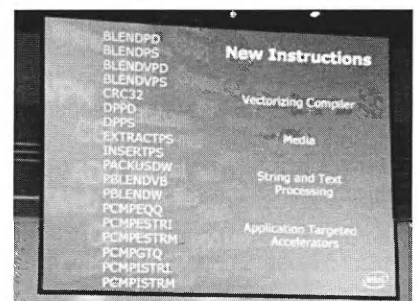 BLENDPD
BLENDPS
BLENDVPD
BLENDVPS
CRC32
DPPD
DPPS
EXTRACTPS
INSERTPS
PACKUSDW
PBLENDVB
PBLENDW
PCMPEQQ
PCMPESTRI
PCMPESTRM
PCMPGTQ
PCMPISTRI
PCMPISTRM
New Instructions
Vectorizing Compiler
Media
String and Text
Processing
Application Targeted
Accelerators
intel